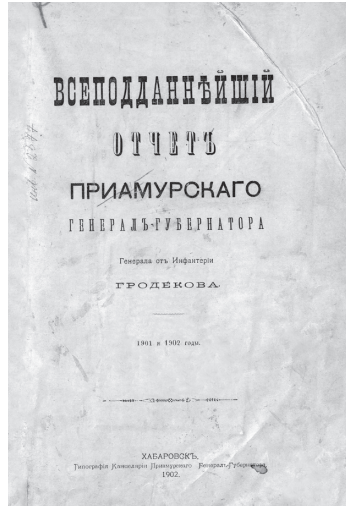 ВСЕПОДДАННѢЙШІЙ
ОТЧЕТЪ
ПРИАМУРСКАГО
ГЕНЕРАЛЪ-ГУБЕРНАТОРА
Генерала отъ Инфантеріи
ГРОДЕКОВА.
1901 и 1902 годы.
ХАБАРОВСКЪ,
Типографія Канцеляріи Приамурскаго Генералъ-Губернатора
1902.